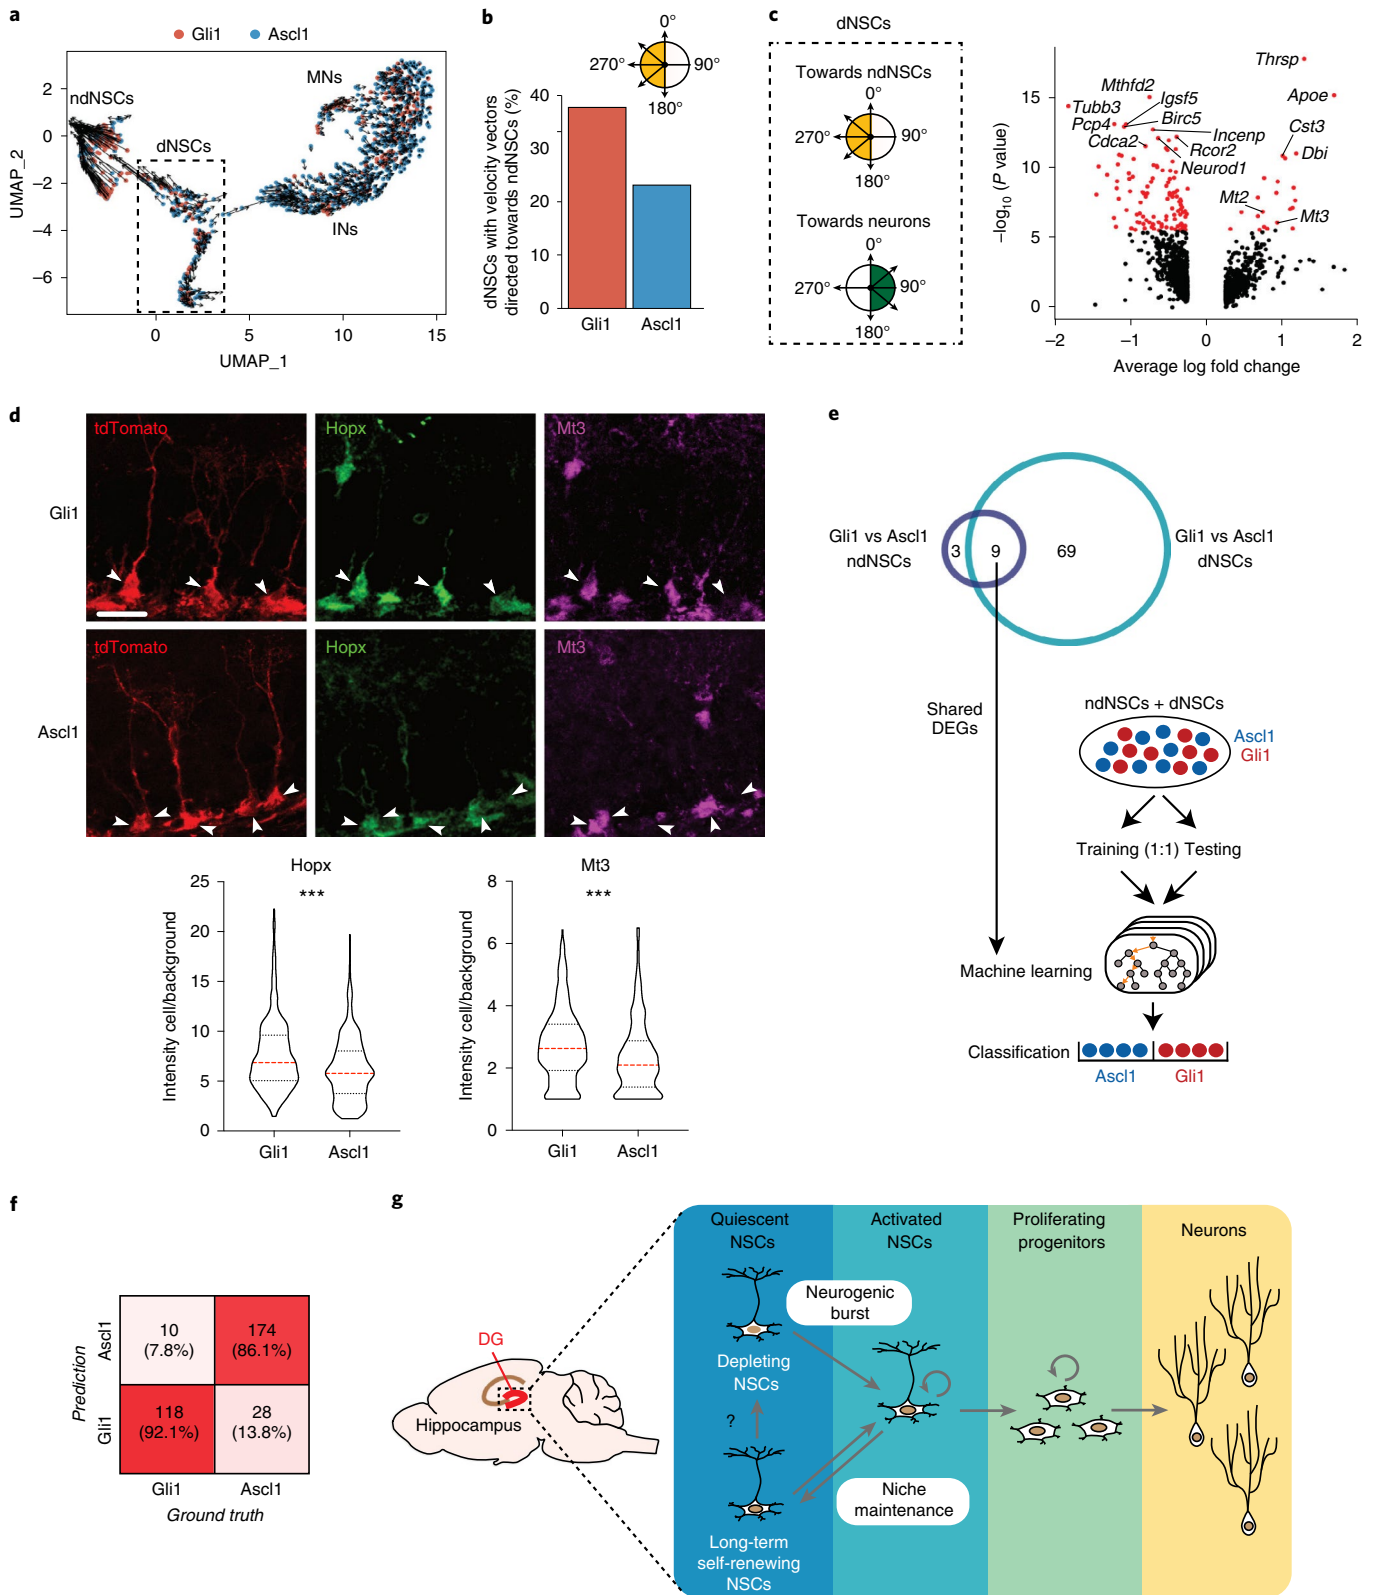 a
Gli1
Ascl1
UMAP_2
2
0
−2
−4
−6
ndNSCs
dNSCs
MNs
INs
0
5
10
15
UMAP_1
b
0°
270°
90°
180°
dNSCs with velocity vectors
directed towards ndNSCs (%)
40
30
20
10
0
Gli1
Ascl1
c
dNSCs
Towards ndNSCs
0°
270°
90°
180°
Towards neurons
0°
270°
90°
180°
−log10 (P value)
15
10
5
0
Thrsp
Mthfd2
Igsf5
Apoe
Tubb3
Pcp4
Birc5
Incenp
Cst3
Cdca2
Rcor2
Dbi
Neurod1
Mt2
Mt3
−2
−1
0
1
2
Average log fold change
d
tdTomato
Hopx
Mt3
Gli1
tdTomato
Hopx
Mt3
Ascl1
Hopx
***
Intensity cell/background
25
20
15
10
5
0
Gli1
Ascl1
Mt3
***
Intensity cell/background
8
6
4
2
0
Gli1
Ascl1
e
Gli1 vs Ascl1
ndNSCs
3
9
69
Gli1 vs Ascl1
dNSCs
Shared
DEGs
ndNSCs + dNSCs
Ascl1
Gli1
Training (1:1) Testing
Machine learning
Classification
Ascl1
Gli1
f
Prediction
Ascl1
Gli1
10
(7.8%)
174
(86.1%)
118
(92.1%)
28
(13.8%)
Gli1
Ascl1
Ground truth
g
DG
Hippocampus
Quiescent
NSCs
Activated
NSCs
Proliferating
progenitors
Neurons
Neurogenic
burst
Depleting
NSCs
?
Niche
maintenance
Long-term
self-renewing
NSCs